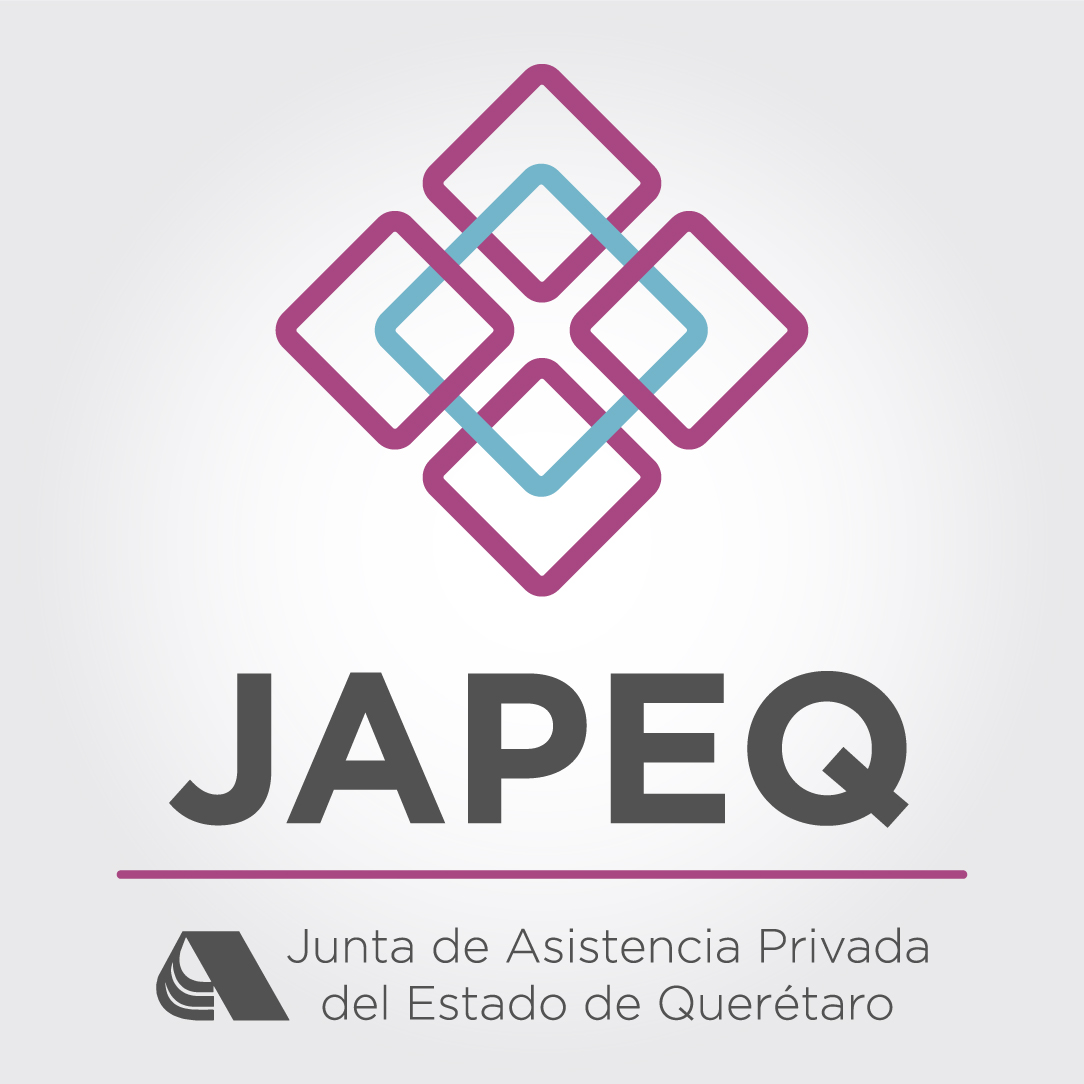 JAPEQ
Junta de Asistencia Privada
del Estado de Querétaro